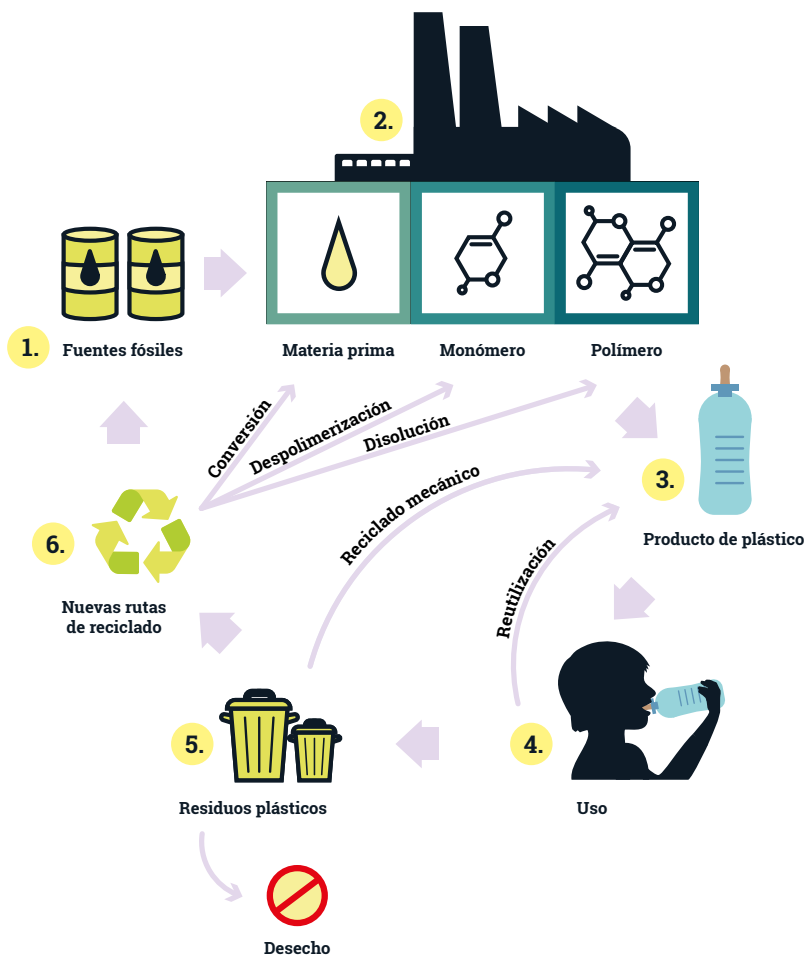 2.
1.
Fuentes fósiles
Materia prima
Monómero
Polímero
Conversión
Despolimerización
Disolución
Reciclado mecánico
3.
Producto de plástico
6.
Nuevas rutas
de reciclado
Reutilización
5.
Residuos plásticos
4.
Uso
Desecho